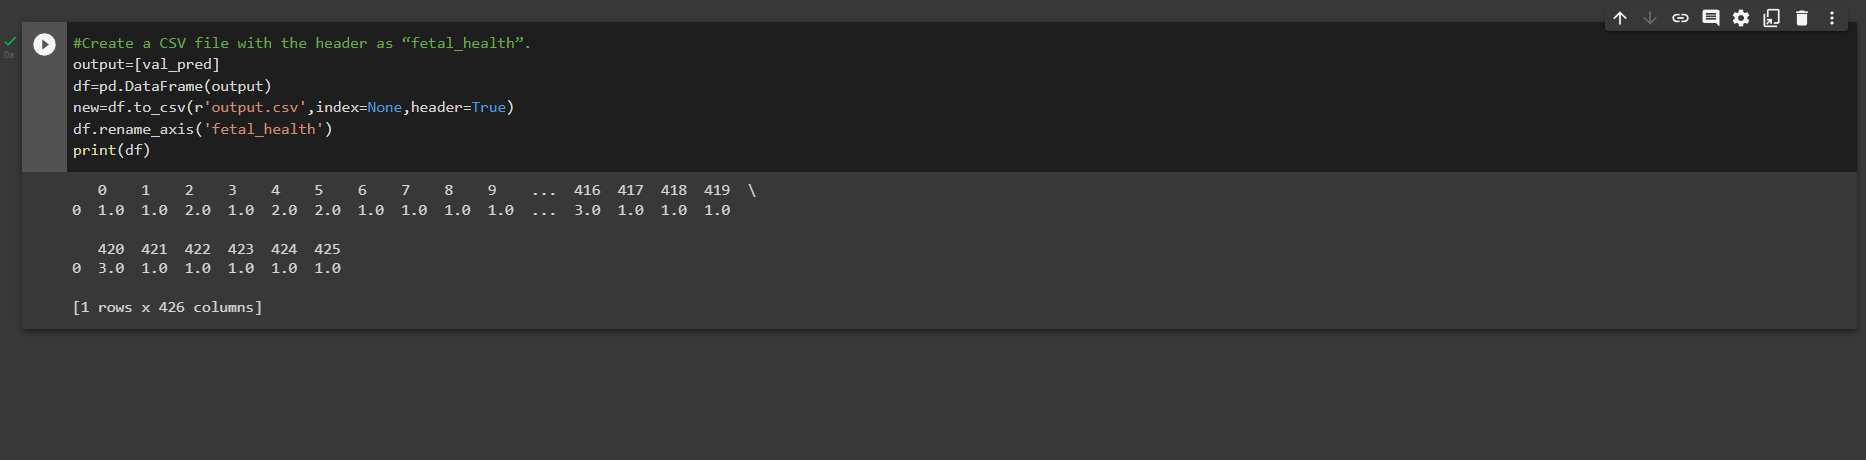 #Create a CSV file with the header as “fetal_health”.
output=[val_pred]
df=pd.DataFrame(output)
new=df.to_csv(r'output.csv',index=None,header=True)
df.rename_axis('fetal_health')
print(df)
0s
0 1 2 3 4 5 6 7 8 9 ... 416 417 418 419 \
0 1.0 1.0 2.0 1.0 2.0 2.0 1.0 1.0 1.0 1.0 ... 3.0 1.0 1.0 1.0
420 421 422 423 424 425
0 3.0 1.0 1.0 1.0 1.0 1.0
[1 rows x 426 columns]